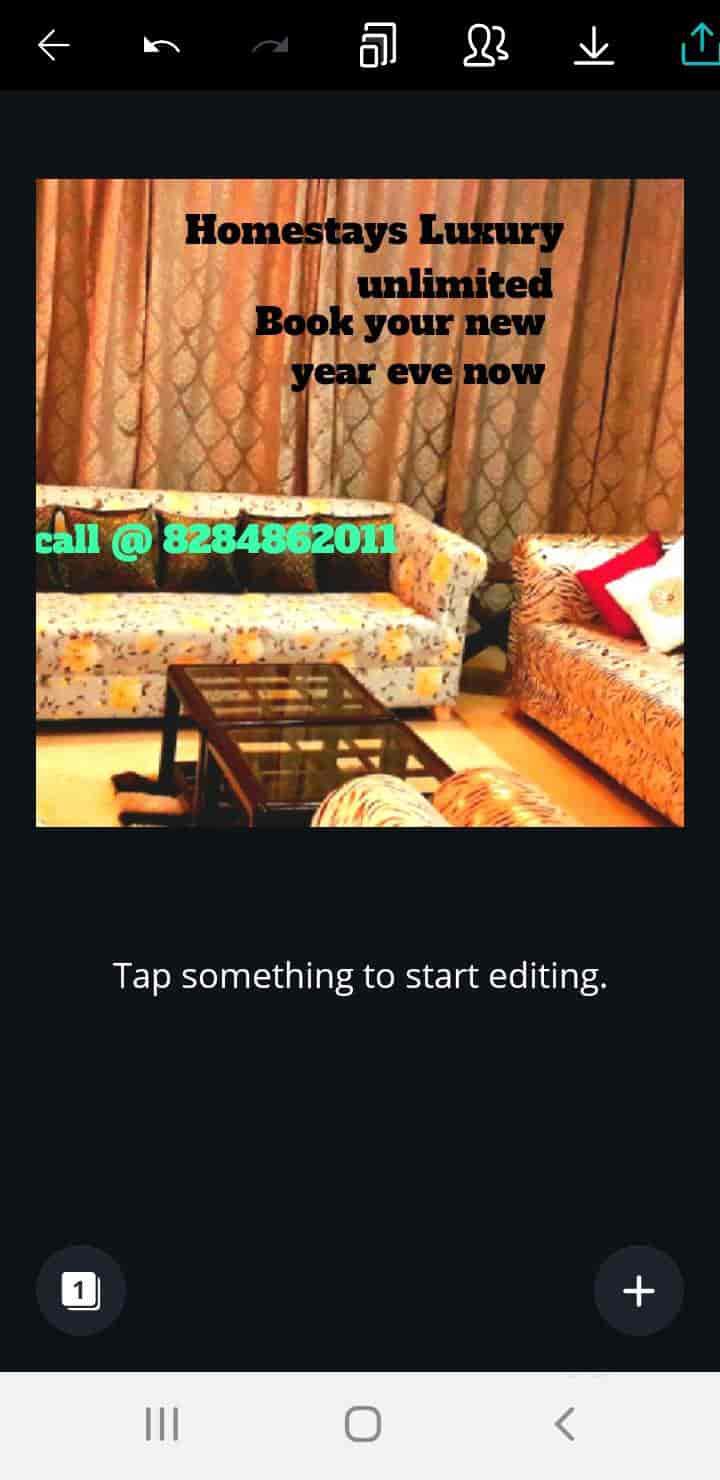 Homestays Luxury
unlimited
Book your new
year eve now
call @ 8284862011
Tap something to start editing.
1